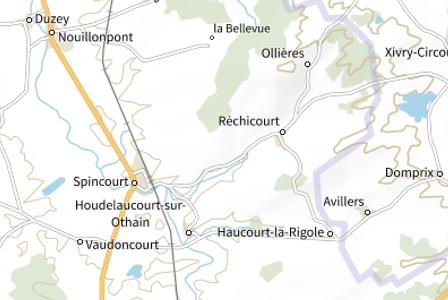 Duzey
la Bellevue
Nouillonpont
Ollières
Xivry-Circou
Réchicourt
Domprix
Spincourt
Avillers
Houdelaucourt-sur-
Othain
Haucourt-la-Rigole
Vaudoncourt